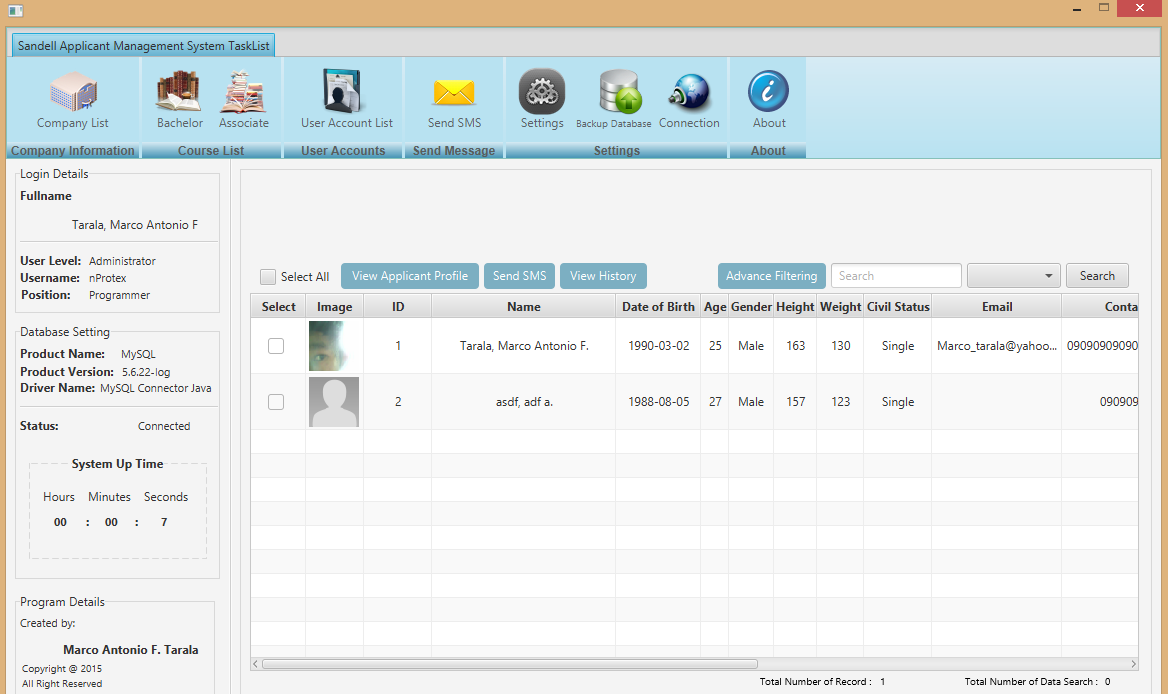 Sandell Applicant Management System TaskList
Company List Bachelor Associate User Account List Send SMS Settings Backup Database Connection About
Company Information Course List User Accounts Send Message Settings About
Login Details
Fullname
Tarala, Marco Antonio F
User Level: Administrator
Username: nProtex
Position: Programmer
Database Setting
Product Name: MySQL
Product Version: 5.6.22-log
Driver Name: MySQL Connector Java
Status: Connected
System Up Time
Hours Minutes Seconds
00 : 00 : 7
Program Details
Created by:
Marco Antonio F. Tarala
Copyright @ 2015
All Right Reserved
Select All View Applicant Profile Send SMS View History Advance Filtering Search Search
Select Image ID Name Date of Birth Age Gender Height Weight Civil Status Email Conta
1 Tarala, Marco Antonio F. 1990-03-02 25 Male 163 130 Single Marco_tarala@yahoo... 09090909090
2 asdf, adf a. 1988-08-05 27 Male 157 123 Single 090909
Total Number of Record : 1 Total Number of Data Search : 0